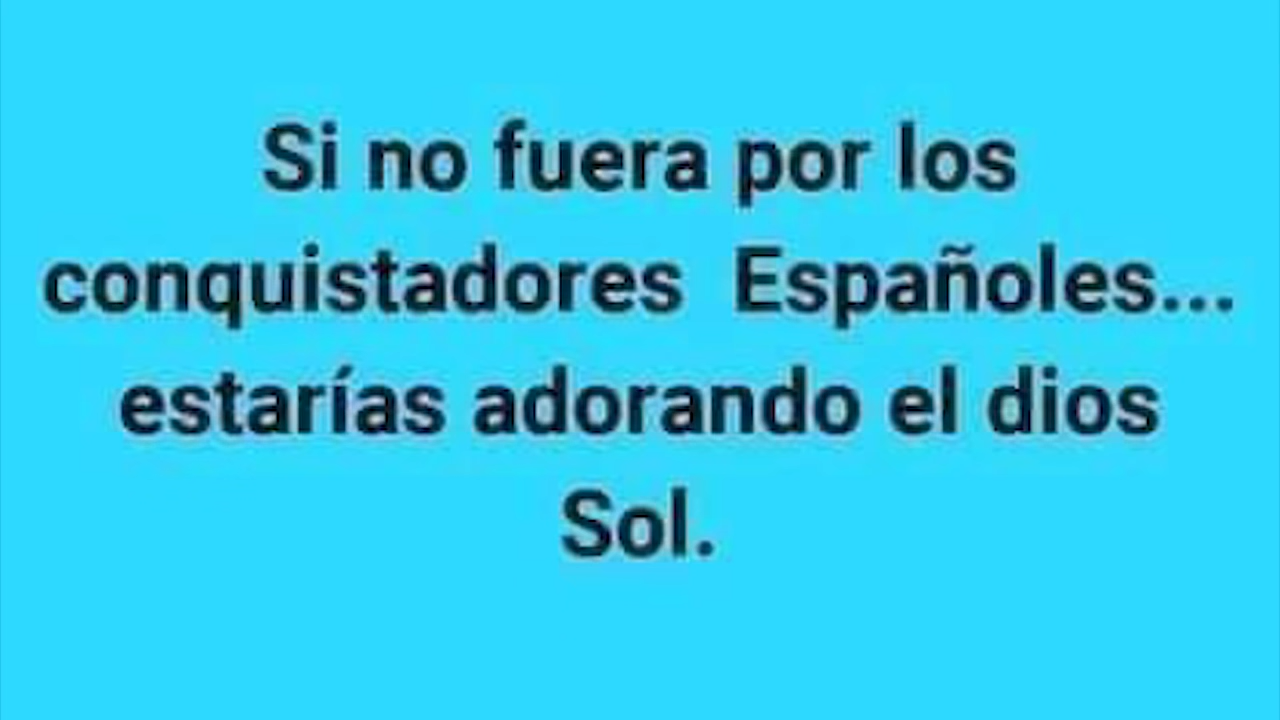 Si no fuera por los
conquistadores Españoles...
estarías adorando el dios
Sol.